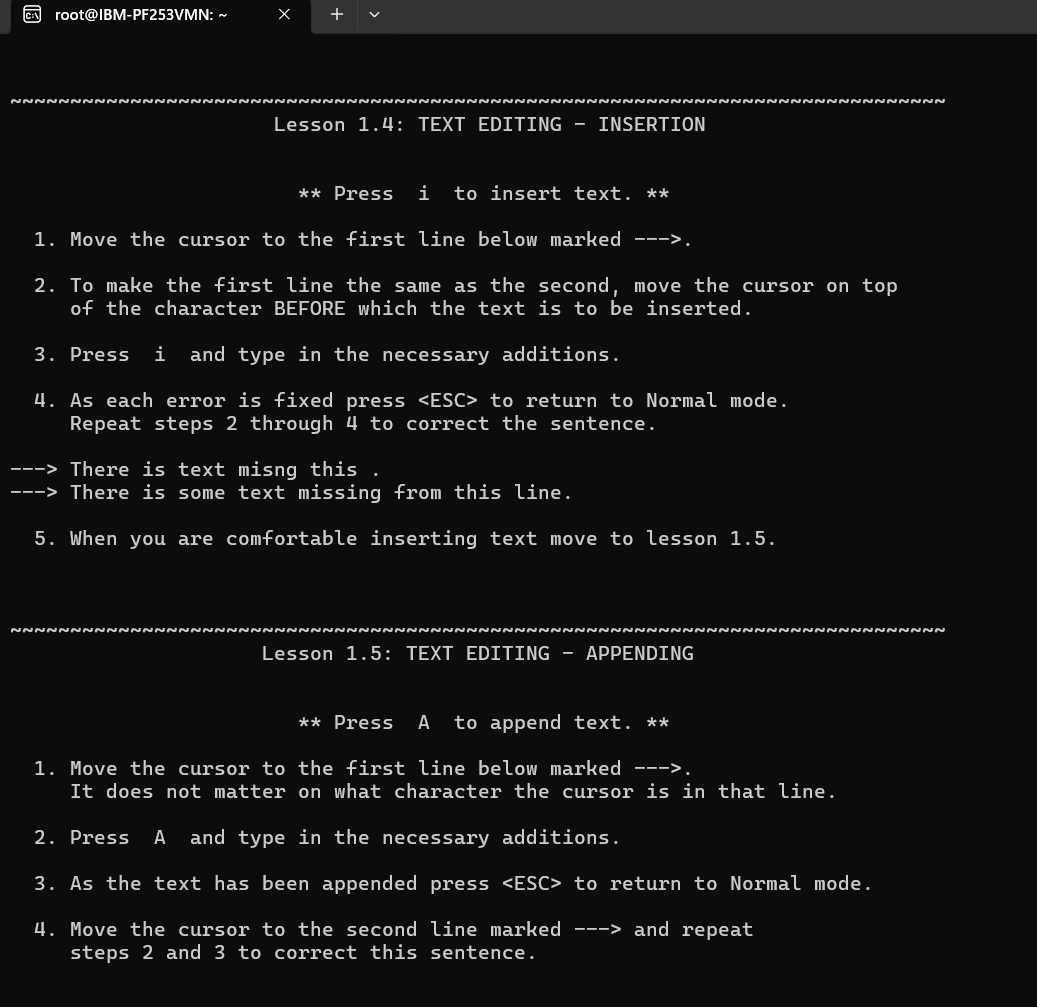 root@IBM-PF253VMN: ~
~~~~~~~~~~~~~~~~~~~~~~~~~~~~~~~~~~~~~~~~~~~~~~~~~~~~~~~~~~~~~~~~~~~~~~~~~~~~~~
Lesson 1.4: TEXT EDITING - INSERTION
** Press  i  to insert text. **
1. Move the cursor to the first line below marked --->.
2. To make the first line the same as the second, move the cursor on top
of the character BEFORE which the text is to be inserted.
3. Press  i  and type in the necessary additions.
4. As each error is fixed press <ESC> to return to Normal mode.
Repeat steps 2 through 4 to correct the sentence.
---> There is text misng this .
---> There is some text missing from this line.
5. When you are comfortable inserting text move to lesson 1.5.
~~~~~~~~~~~~~~~~~~~~~~~~~~~~~~~~~~~~~~~~~~~~~~~~~~~~~~~~~~~~~~~~~~~~~~~~~~~~~~
Lesson 1.5: TEXT EDITING - APPENDING
** Press  A  to append text. **
1. Move the cursor to the first line below marked --->.
It does not matter on what character the cursor is in that line.
2. Press  A  and type in the necessary additions.
3. As the text has been appended press <ESC> to return to Normal mode.
4. Move the cursor to the second line marked ---> and repeat
steps 2 and 3 to correct this sentence.